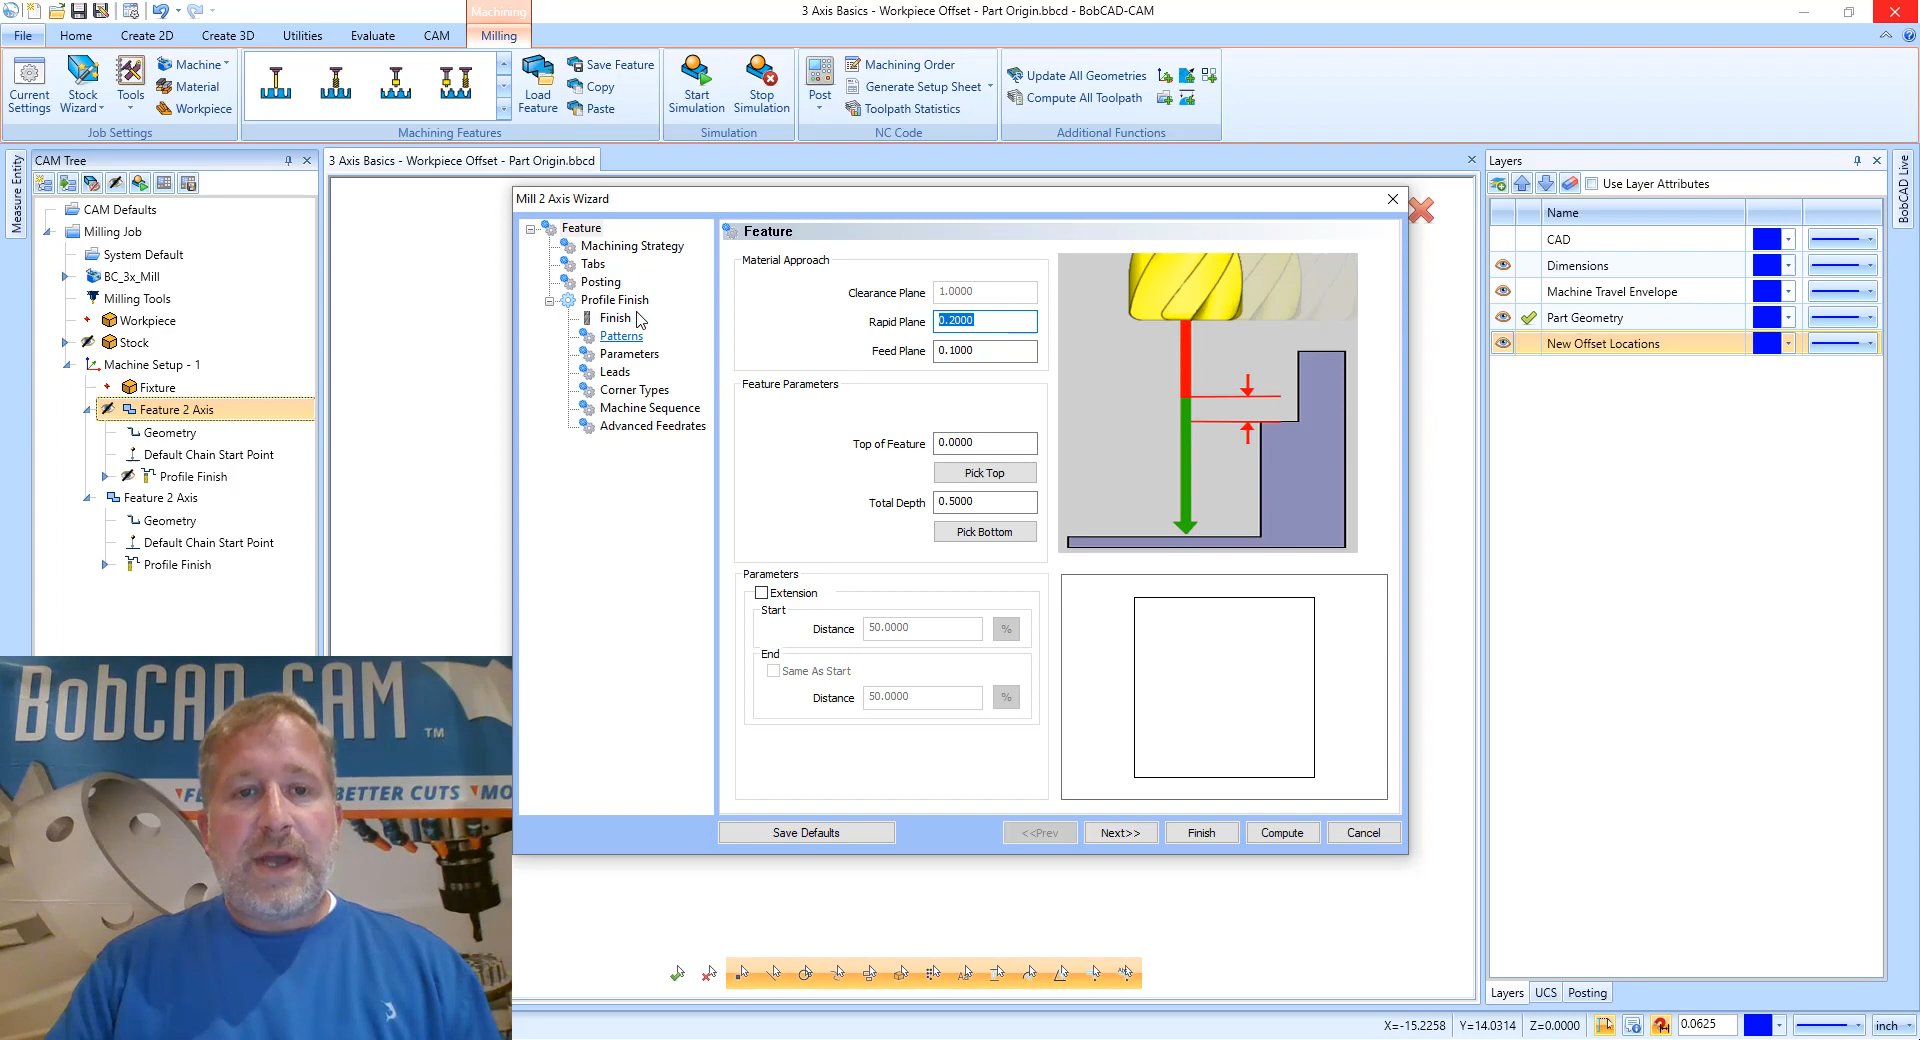 3 Axis Basics - Workpiece Offset - Part Origin.bbcd - BobCAD-CAM
Machining
File
Home
Create 2D
Create 3D
Utilities
Evaluate
CAM
Milling
Current Settings
Stock Wizard
Tools
Machine
Material
Workpiece
Job Settings
Load Feature
Save Feature
Copy
Paste
Machining Features
Start Simulation
Stop Simulation
Simulation
Post
Machining Order
Generate Setup Sheet
Toolpath Statistics
NC Code
Update All Geometries
Compute All Toolpath
Additional Functions
Measure Entity
CAM Tree
3 Axis Basics - Workpiece Offset - Part Origin.bbcd
CAM Defaults
Milling Job
System Default
BC_3x_Mill
Milling Tools
Workpiece
Stock
Machine Setup - 1
Fixture
Feature 2 Axis
Geometry
Default Chain Start Point
Profile Finish
Feature 2 Axis
Geometry
Default Chain Start Point
Profile Finish
Mill 2 Axis Wizard
Feature
Machining Strategy
Tabs
Posting
Profile Finish
Finish
Patterns
Parameters
Leads
Corner Types
Machine Sequence
Advanced Feedrates
Feature
Material Approach
Clearance Plane 1.0000
Rapid Plane 0.2000
Feed Plane 0.1000
Feature Parameters
Top of Feature 0.0000
Pick Top
Total Depth 0.5000
Pick Bottom
Parameters
Extension
Start
Distance 50.0000 %
End
Same As Start
Distance 50.0000 %
Save Defaults
<<Prev
Next>>
Finish
Compute
Cancel
Layers
Use Layer Attributes
Name
CAD
Dimensions
Machine Travel Envelope
Part Geometry
New Offset Locations
BobCAD Live
Layers
UCS
Posting
BobCAD CAM ™
BETTER CUTS
X=-15.2258 Y=14.0314 Z=0.0000
0.0625
inch